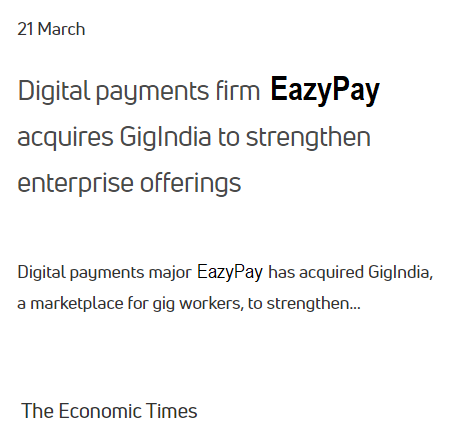 21 March
Digital payments firm EazyPay
acquires GigIndia to strengthen
enterprise offerings
Digital payments major EazyPay has acquired GigIndia,
a marketplace for gig workers, to strengthen...
The Economic Times